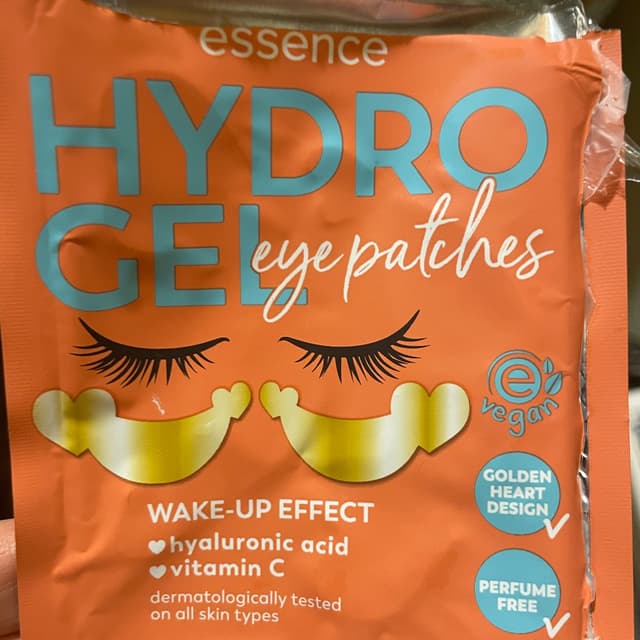 essence
HYDRO
GEL eye patches
e
vegan
GOLDEN
HEART
DESIGN
WAKE-UP EFFECT
hyaluronic acid
vitamin C
PERFUME
FREE
dermatologically tested
on all skin types